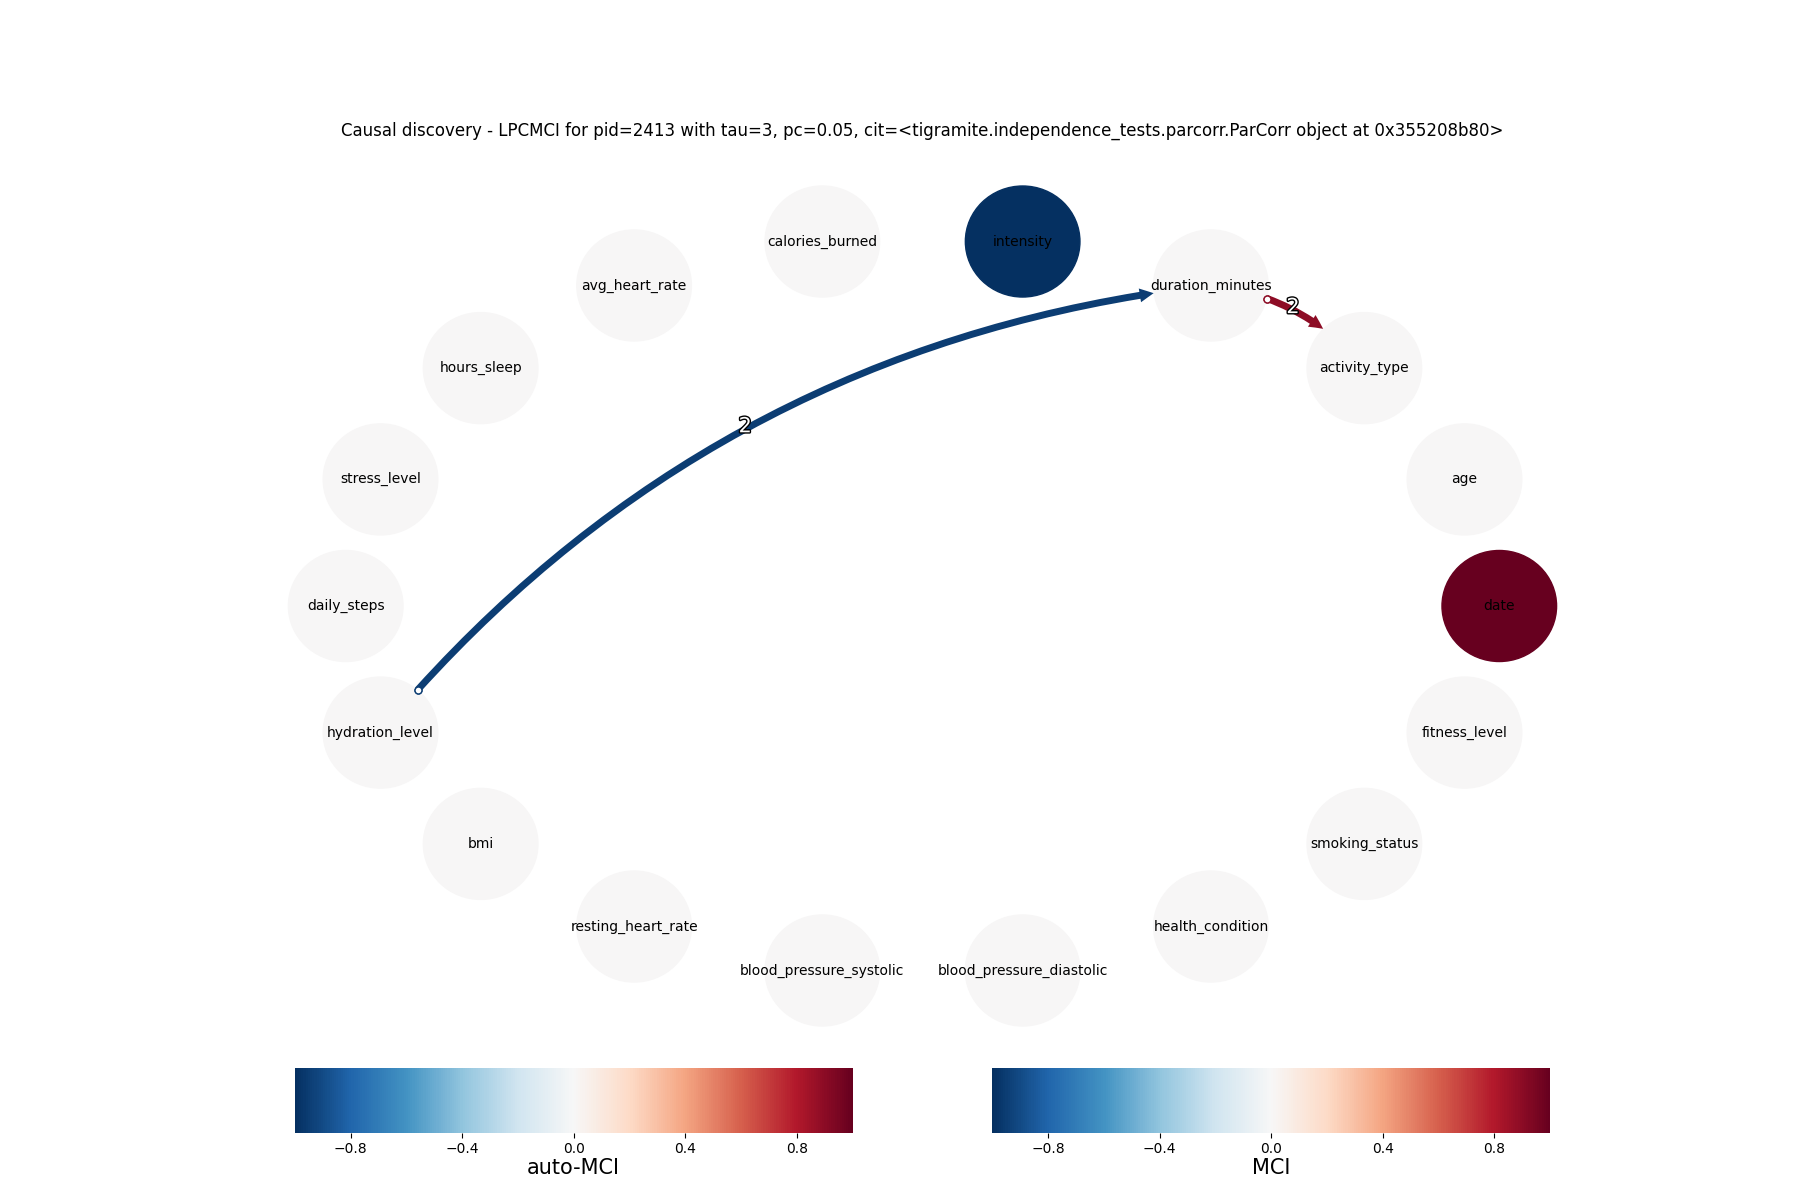 Causal discovery - LPCMCI for pid=2413 with tau=3, pc=0.05, cit=<tigramite.independence_tests.parcorr.ParCorr object at 0x355208b80>
calories_burned
intensity
avg_heart_rate
duration_minutes
2
hours_sleep
activity_type
2
stress_level
age
daily_steps
date
hydration_level
fitness_level
bmi
smoking_status
resting_heart_rate
health_condition
blood_pressure_systolic
blood_pressure_diastolic
−0.8 −0.4 0.0 0.4 0.8
auto-MCI
−0.8 −0.4 0.0 0.4 0.8
MCI